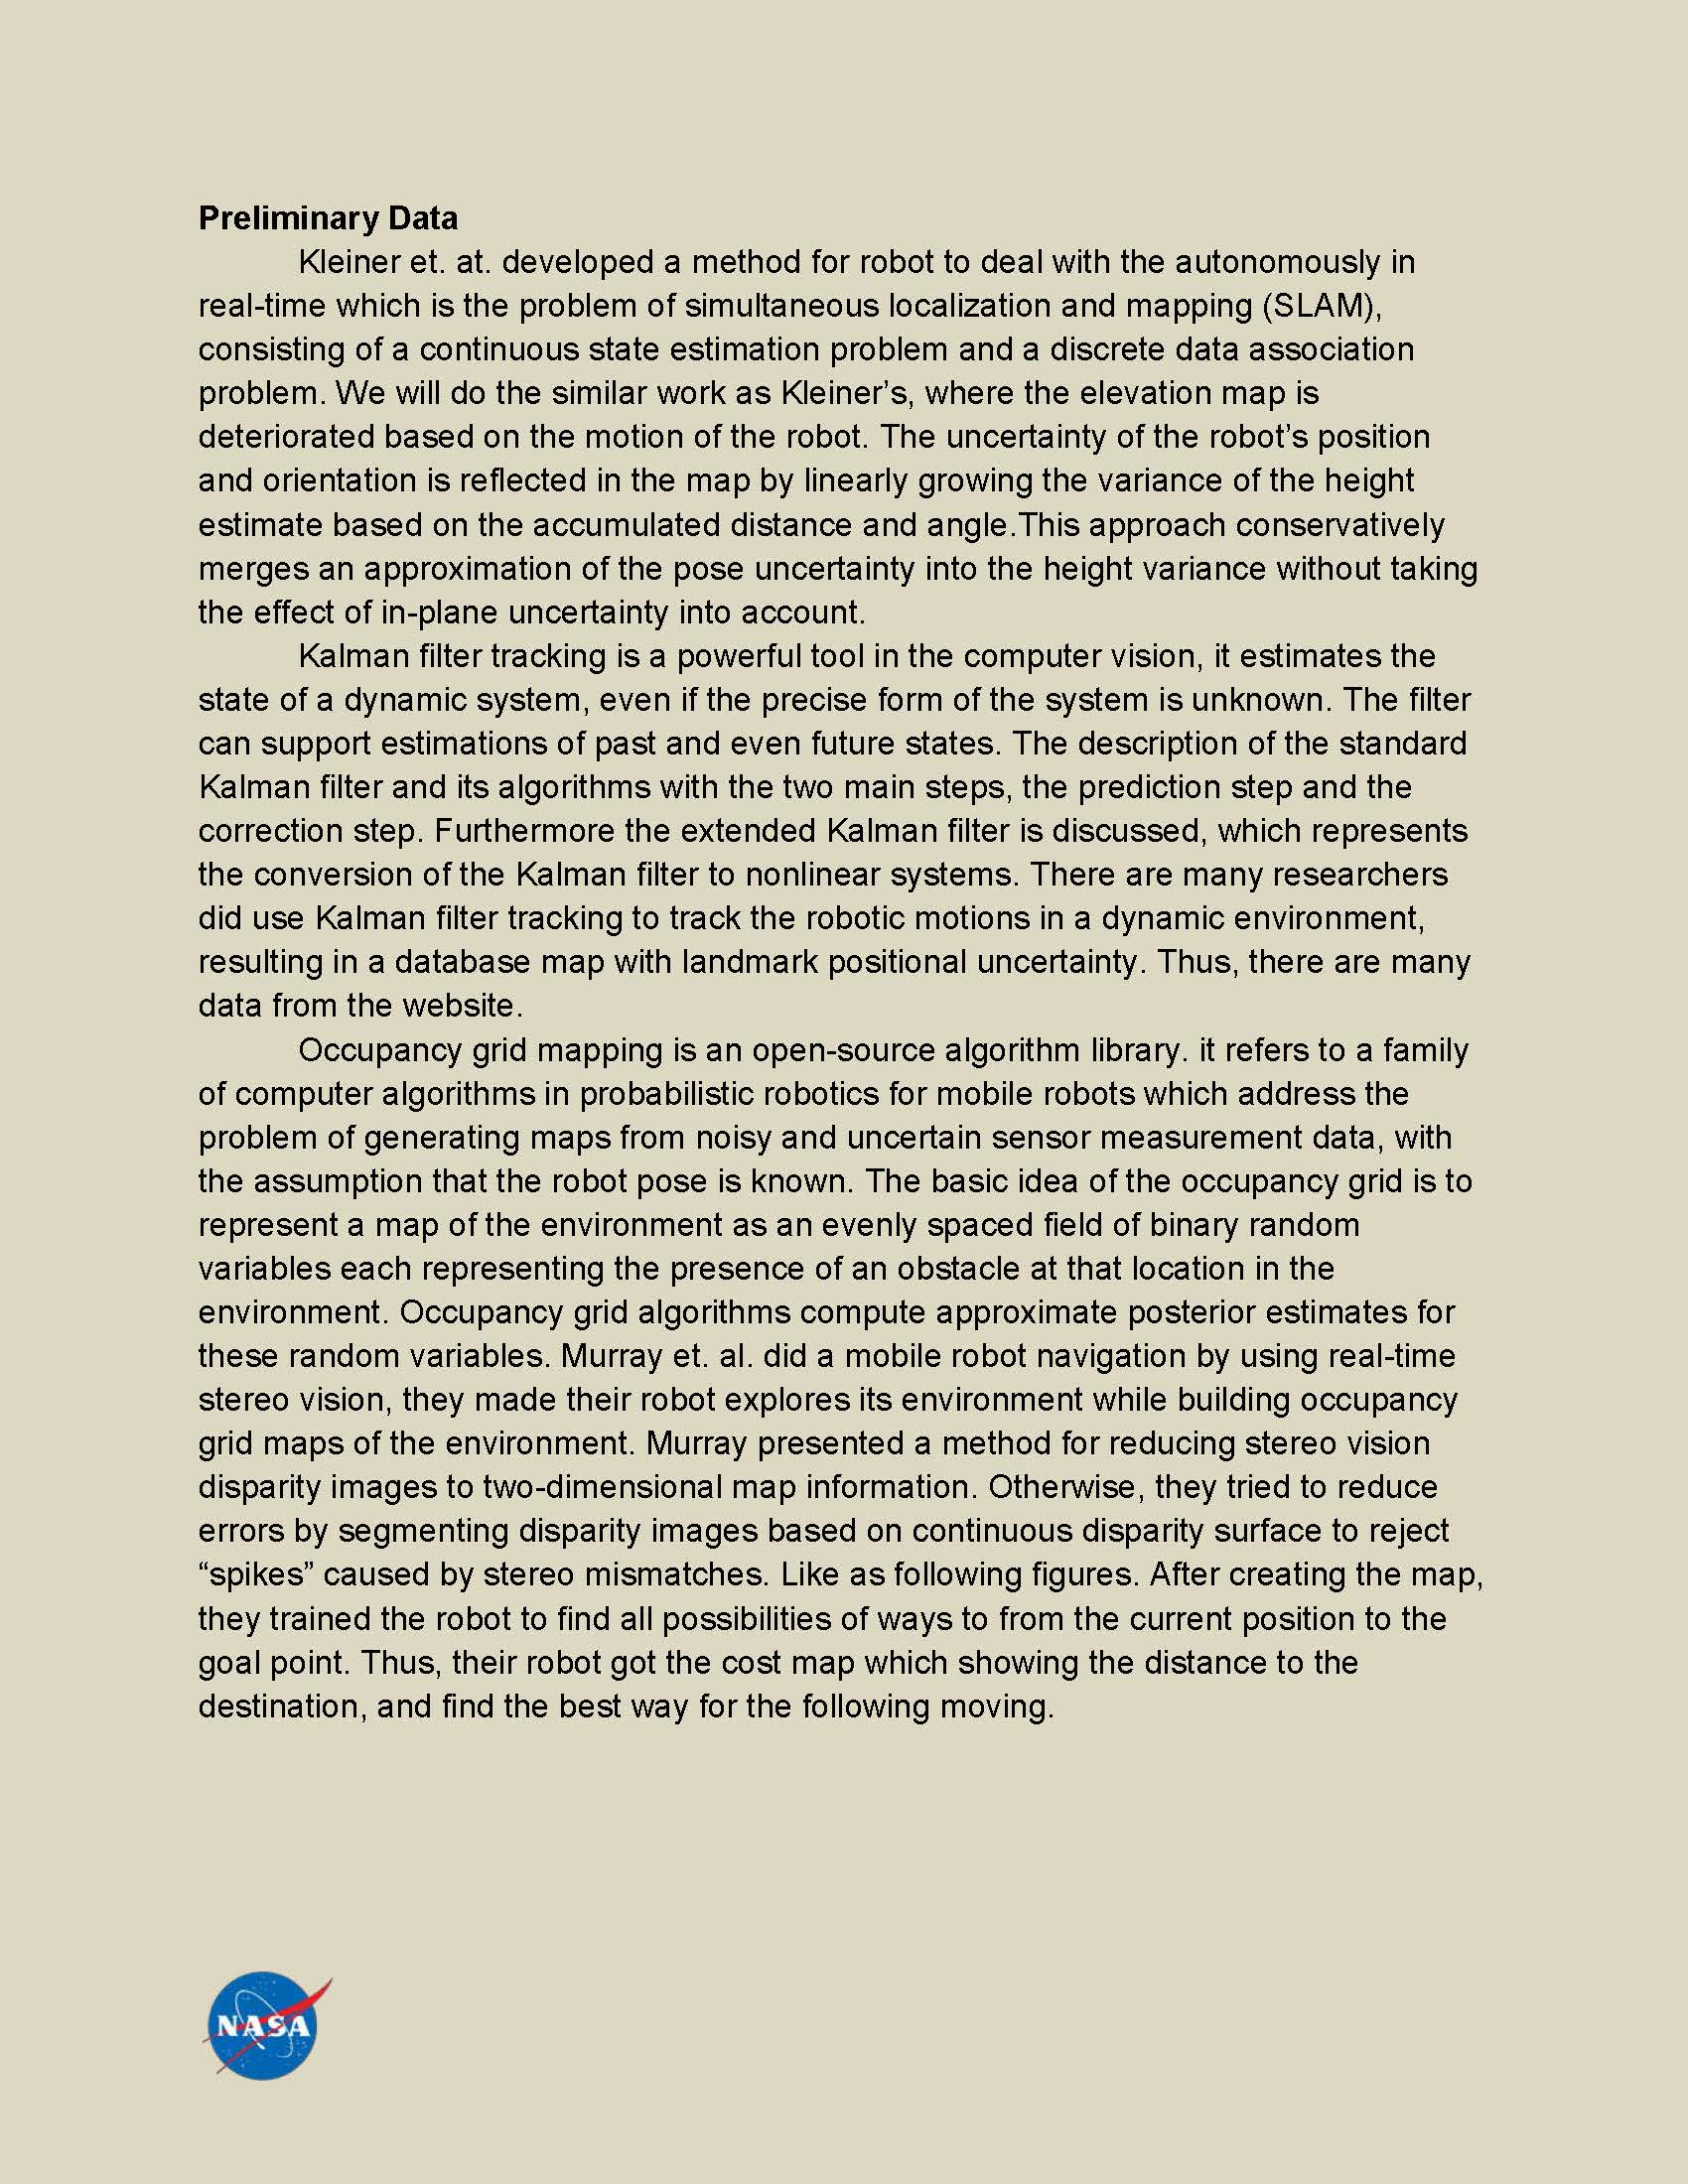 Preliminary Data
Kleiner et. at. developed a method for robot to deal with the autonomously in
real-time which is the problem of simultaneous localization and mapping (SLAM),
consisting of a continuous state estimation problem and a discrete data association
problem. We will do the similar work as Kleiner’s, where the elevation map is
deteriorated based on the motion of the robot. The uncertainty of the robot’s position
and orientation is reflected in the map by linearly growing the variance of the height
estimate based on the accumulated distance and angle.This approach conservatively
merges an approximation of the pose uncertainty into the height variance without taking
the effect of in-plane uncertainty into account.
Kalman filter tracking is a powerful tool in the computer vision, it estimates the
state of a dynamic system, even if the precise form of the system is unknown. The filter
can support estimations of past and even future states. The description of the standard
Kalman filter and its algorithms with the two main steps, the prediction step and the
correction step. Furthermore the extended Kalman filter is discussed, which represents
the conversion of the Kalman filter to nonlinear systems. There are many researchers
did use Kalman filter tracking to track the robotic motions in a dynamic environment,
resulting in a database map with landmark positional uncertainty. Thus, there are many
data from the website.
Occupancy grid mapping is an open-source algorithm library. it refers to a family
of computer algorithms in probabilistic robotics for mobile robots which address the
problem of generating maps from noisy and uncertain sensor measurement data, with
the assumption that the robot pose is known. The basic idea of the occupancy grid is to
represent a map of the environment as an evenly spaced field of binary random
variables each representing the presence of an obstacle at that location in the
environment. Occupancy grid algorithms compute approximate posterior estimates for
these random variables. Murray et. al. did a mobile robot navigation by using real-time
stereo vision, they made their robot explores its environment while building occupancy
grid maps of the environment. Murray presented a method for reducing stereo vision
disparity images to two-dimensional map information. Otherwise, they tried to reduce
errors by segmenting disparity images based on continuous disparity surface to reject
“spikes” caused by stereo mismatches. Like as following figures. After creating the map,
they trained the robot to find all possibilities of ways to from the current position to the
goal point. Thus, their robot got the cost map which showing the distance to the
destination, and find the best way for the following moving.
NASA